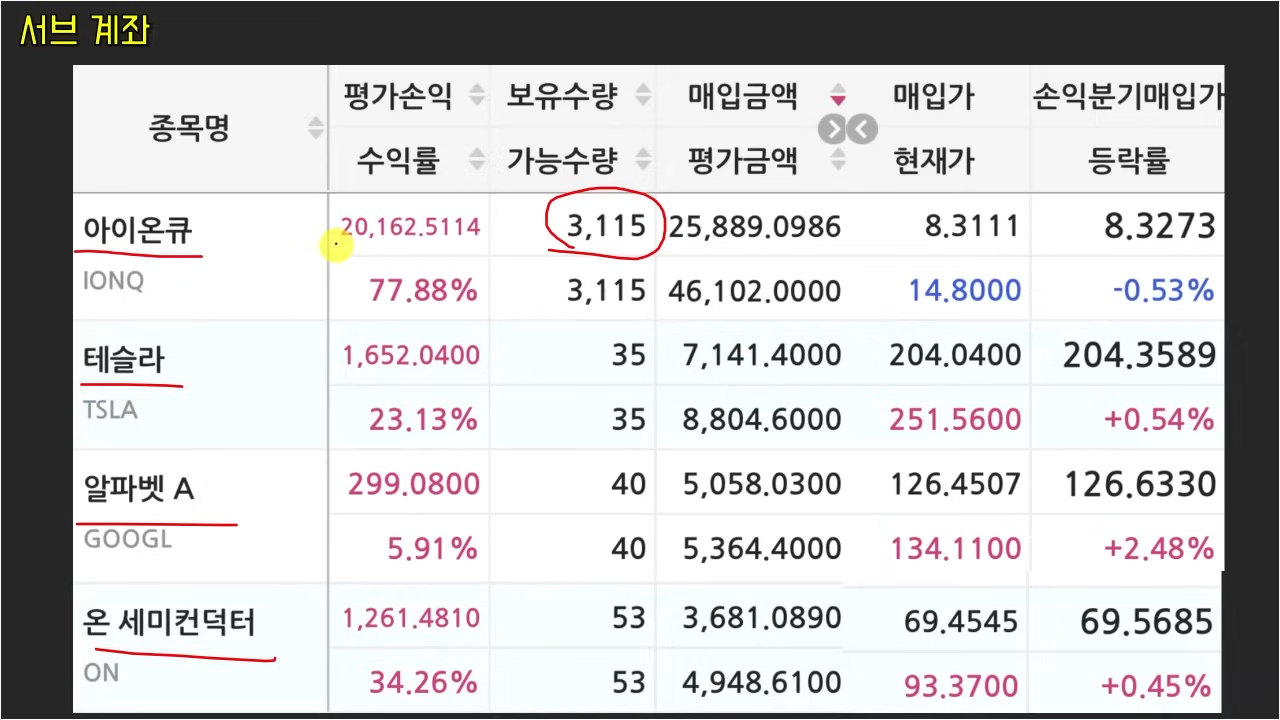 서브 계좌
종목명 평가손익 보유수량 매입금액 매입가 손익분기매입가
수익률 가능수량 평가금액 현재가 등락률
아이온큐 20,162.5114 3,115 25,889.0986 8.3111 8.3273
IONQ 77.88% 3,115 46,102.0000 14.8000 -0.53%
테슬라 1,652.0400 35 7,141.4000 204.0400 204.3589
TSLA 23.13% 35 8,804.6000 251.5600 +0.54%
알파벳 A 299.0800 40 5,058.0300 126.4507 126.6330
GOOGL 5.91% 40 5,364.4000 134.1100 +2.48%
온 세미컨덕터 1,261.4810 53 3,681.0890 69.4545 69.5685
ON 34.26% 53 4,948.6100 93.3700 +0.45%